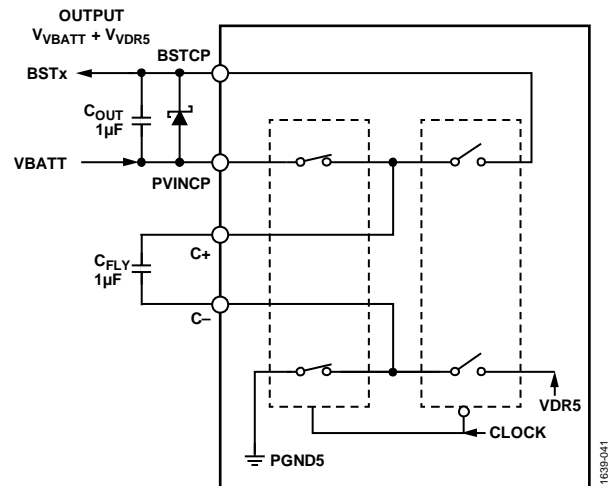 OUTPUT
VVBATT + VVDR5
BSTCP
BSTx
COUT
1µF
VBATT
PVINCP
C+
CFLY
1µF
C–
VDR5
CLOCK
PGND5
1639-041